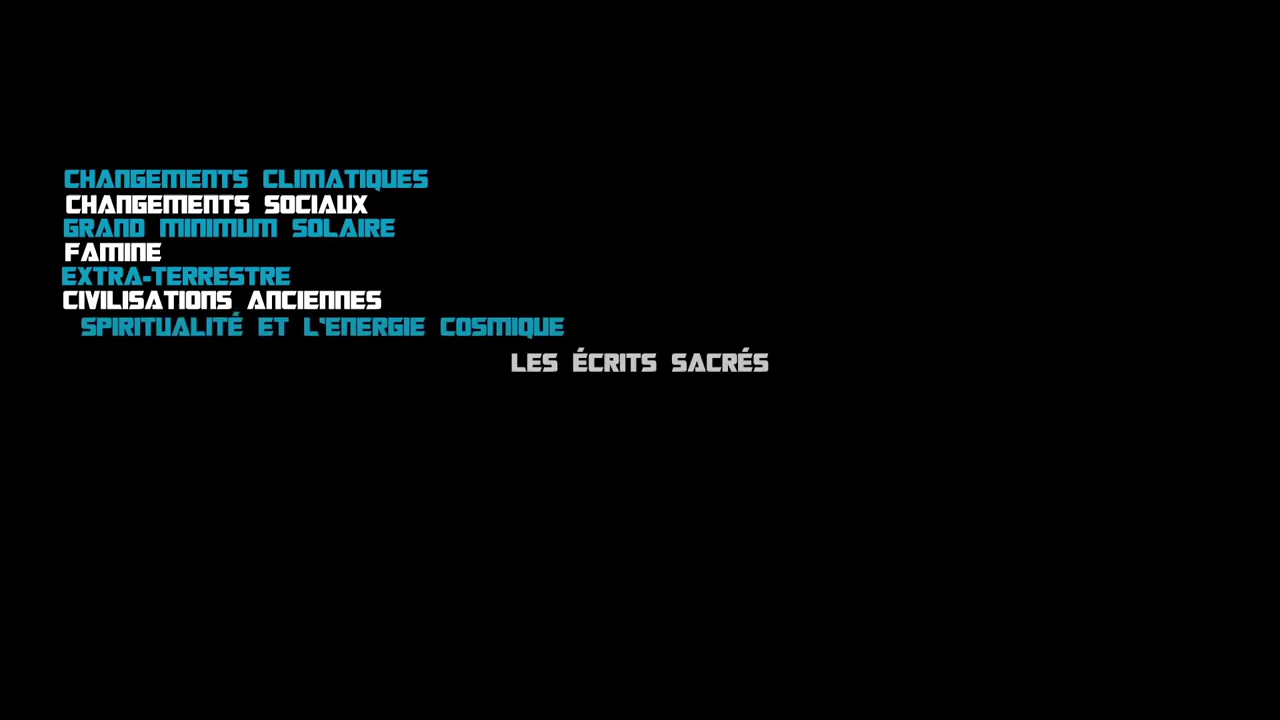 CHANGEMENTS CLIMATIQUES
CHANGEMENTS SOCIAUX
GRAND MINIMUM SOLAIRE
FAMINE
EXTRA-TERRESTRE
CIVILISATIONS ANCIENNES
SPIRITUALITÉ ET L'ENERGIE COSMIQUE
LES ÉCRITS SACRÉS